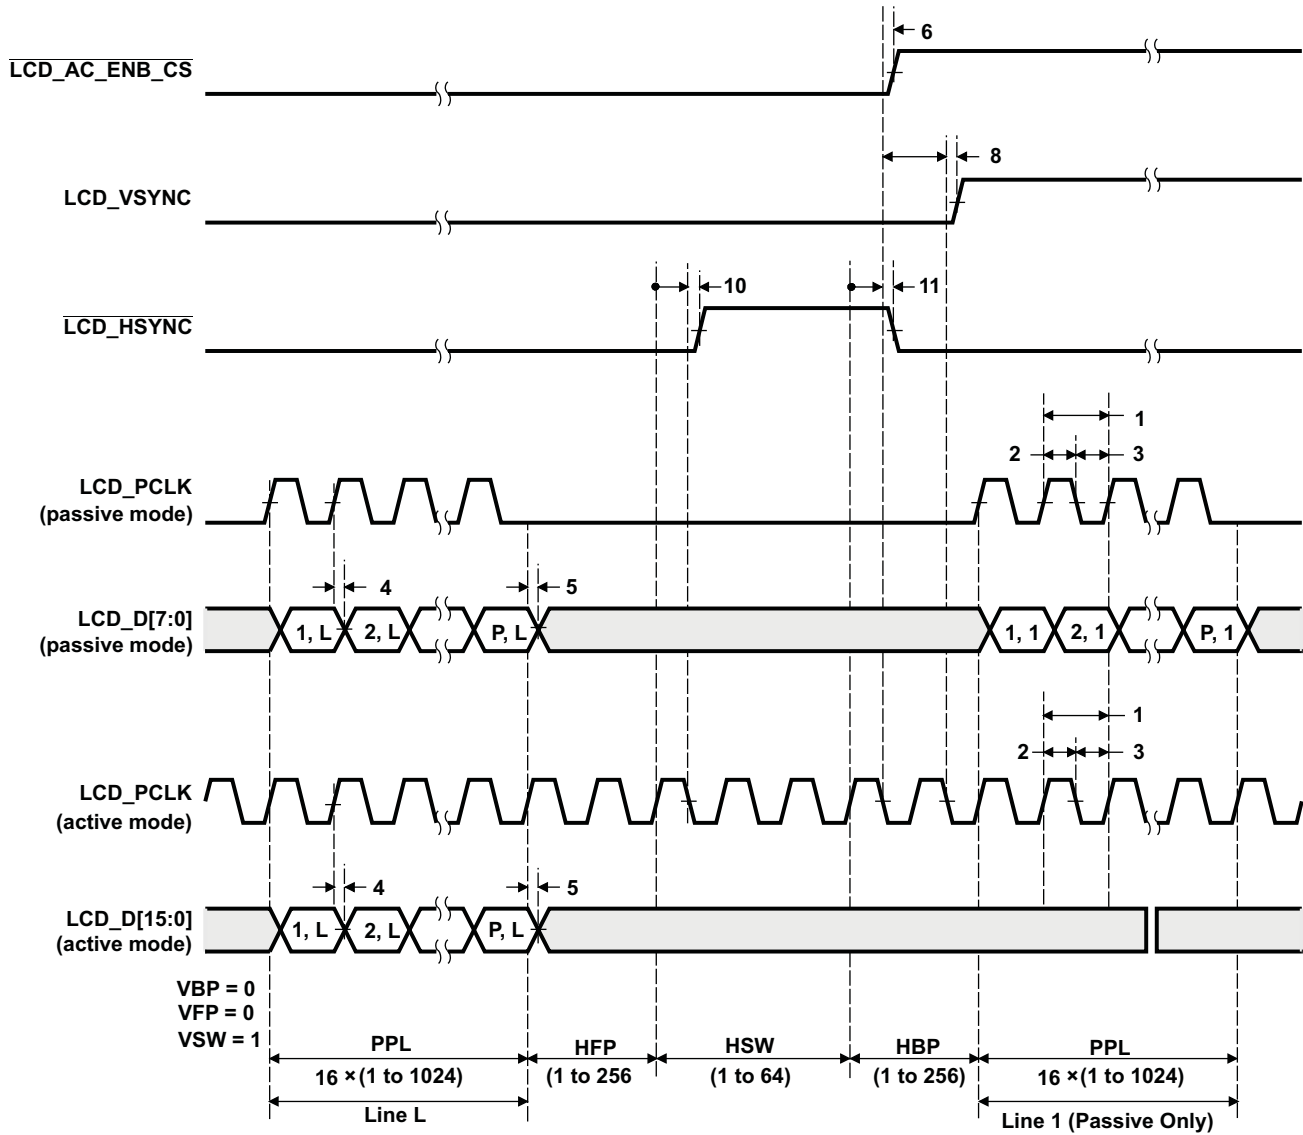 6
LCD_AC_ENB_CS
8
LCD_VSYNC
10
11
LCD_HSYNC
1
2
3
LCD_PCLK
(passive mode)
4
5
LCD_D[7:0]
(passive mode)
1, L
2, L
P, L
1, 1
2, 1
P, 1
1
2
3
LCD_PCLK
(active mode)
4
5
LCD_D[15:0]
(active mode)
1, L
2, L
P, L
VBP = 0
VFP = 0
VSW = 1
PPL
HFP
HSW
HBP
PPL
16 × (1 to 1024)
(1 to 256
(1 to 64)
(1 to 256)
16 × (1 to 1024)
Line L
Line 1 (Passive Only)